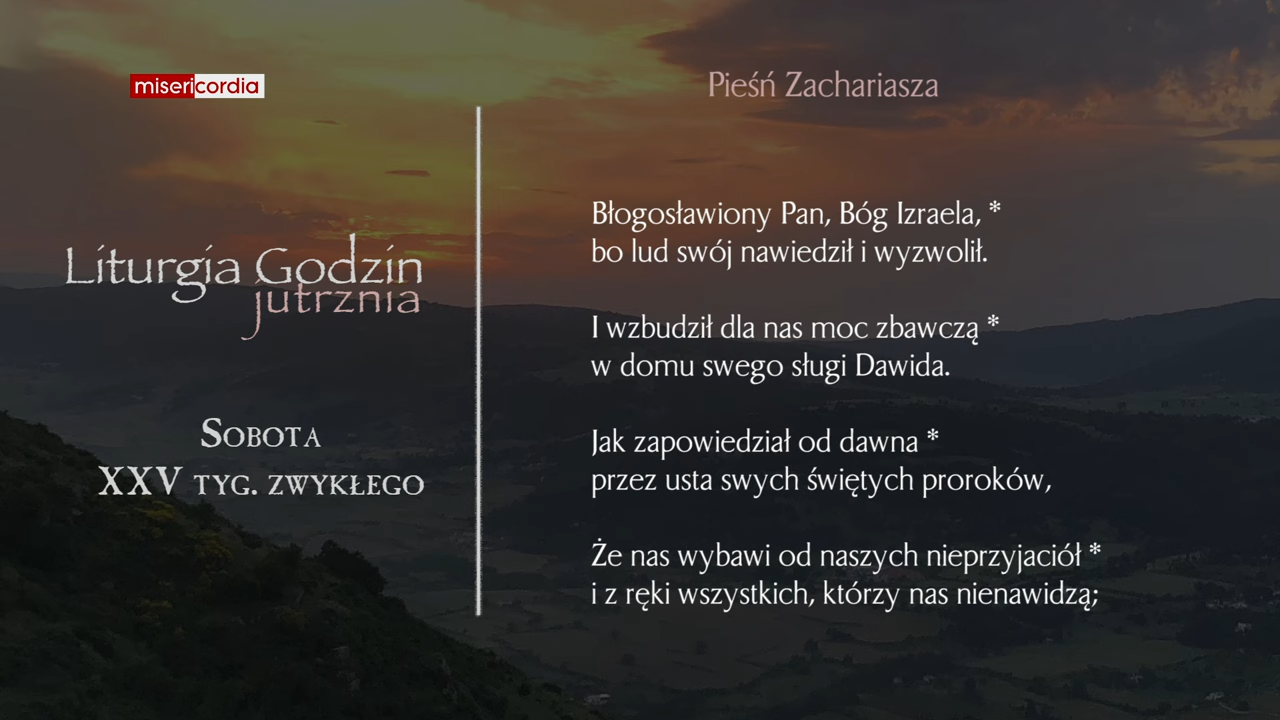 misericordia
Liturgia Godzin
jutrznia
Sobota
XXV tyg. zwykłego
Pieśń Zachariasza
Błogosławiony Pan, Bóg Izraela, *
bo lud swój nawiedził i wyzwolił.
I wzbudził dla nas moc zbawczą *
w domu swego sługi Dawida.
Jak zapowiedział od dawna *
przez usta swych świętych proroków,
Że nas wybawi od naszych nieprzyjaciół *
i z ręki wszystkich, którzy nas nienawidzą;